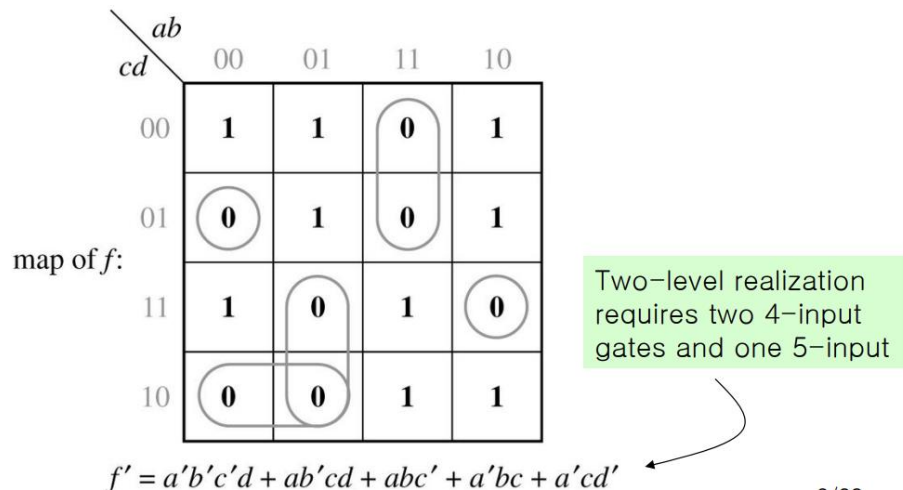 ab
cd
00 01 11 10
00 1 1 0 1
01 0 1 0 1
map of f:
11 1 0 1 0
10 0 0 1 1
Two-level realization
requires two 4-input
gates and one 5-input
f′ = a′b′c′d + ab′cd + abc′ + a′bc + a′cd′